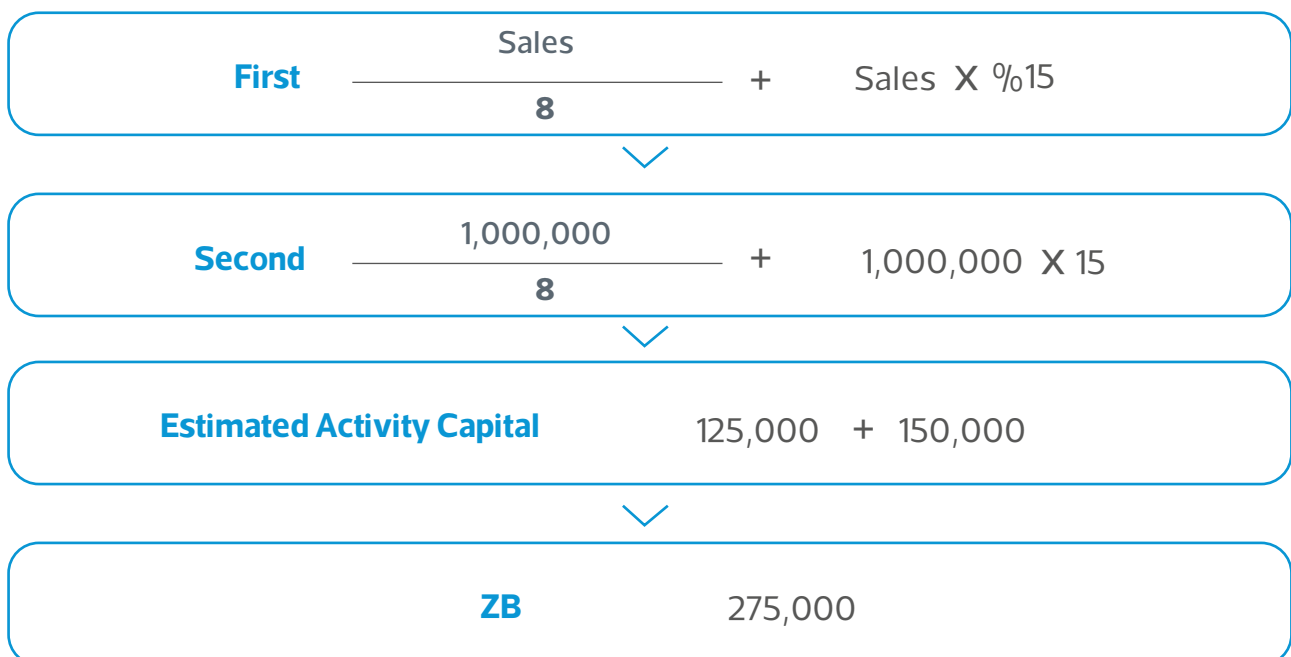 Sales
First + Sales X %15
8
1,000,000
Second + 1,000,000 X 15
8
Estimated Activity Capital 125,000 + 150,000
ZB 275,000